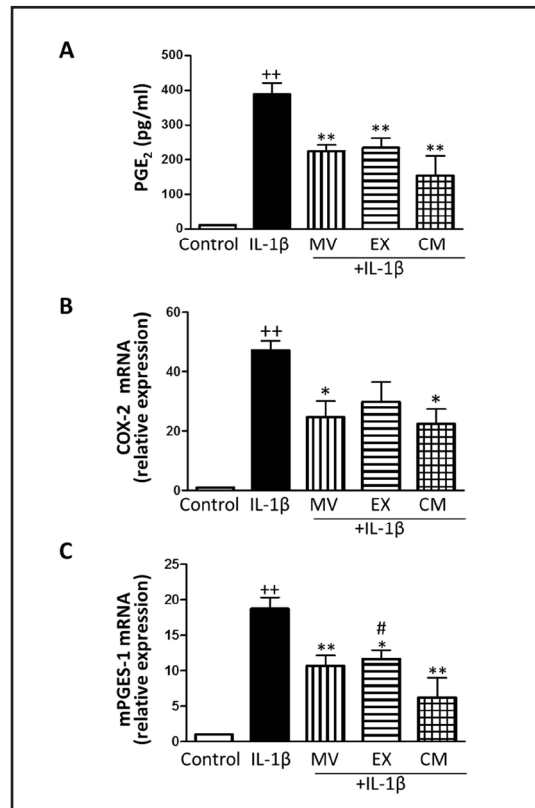 A
PGE₂ (pg/ml)
500
400
300
200
100
0
++
**
**
**
Control IL-1β MV EX CM
+IL-1β
B
COX-2 mRNA
(relative expression)
60
40
20
0
++
*
*
Control IL-1β MV EX CM
+IL-1β
C
mPGES-1 mRNA
(relative expression)
25
20
15
10
5
0
++
**
#
*
**
Control IL-1β MV EX CM
+IL-1β